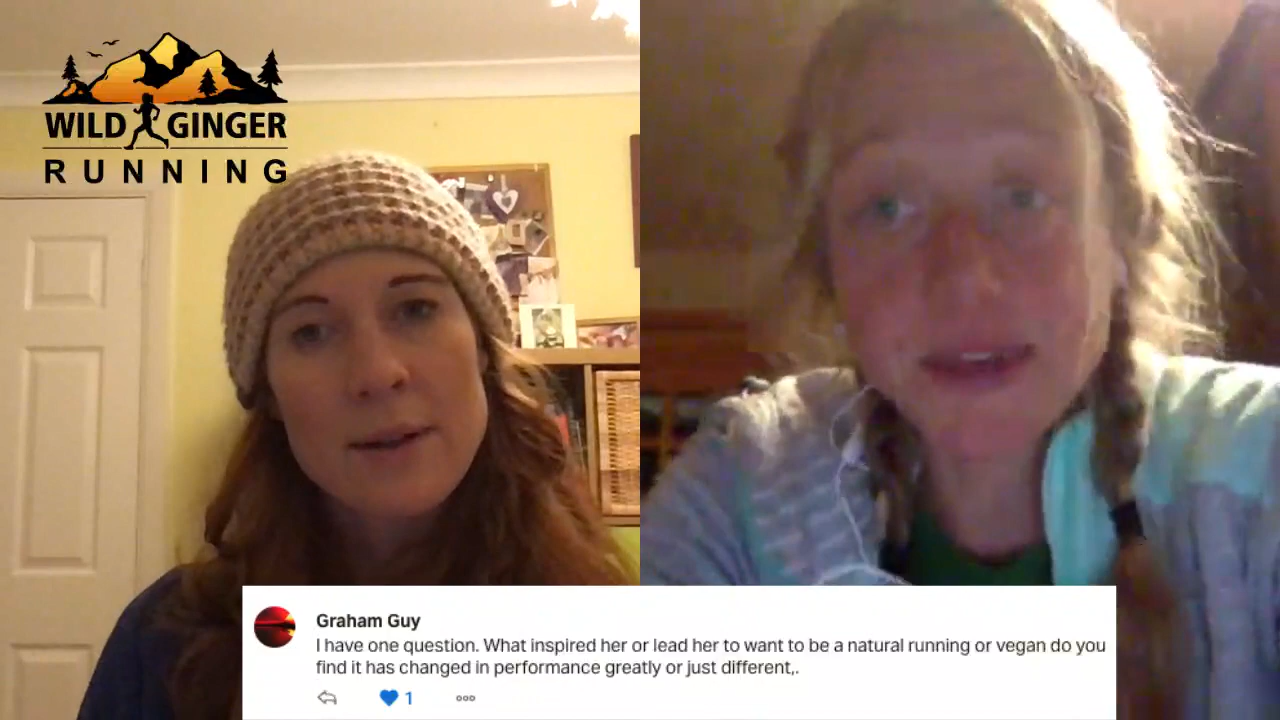 WILD GINGER
RUNNING
Graham Guy
I have one question. What inspired her or lead her to want to be a natural running or vegan do you
find it has changed in performance greatly or just different,.
1